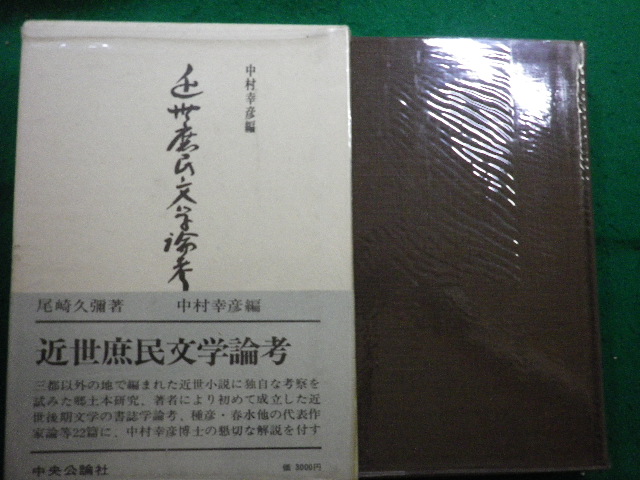 中村幸彦編
近世庶民文学論考
尾崎久彌著 中村幸彦編
近世庶民文学論考
三都以外の地で編まれた近世小説に独自な考察を
試みた郷土本研究、著者により初めて成立した近
世後期文学の書誌学論考、種彦・春水他の代表作
家論等22篇に、中村幸彦博士の懇切な解説を付す
中央公論社
価 3000円